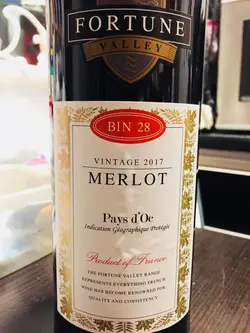 FORTUNE
VALLEY
BIN 28
VINTAGE 2017
MERLOT
Pays d'Oc
Indication Géographique Protégée
Product of France
THE FORTUNE VALLEY RANGE
REPRESENTS EVERYTHING FRENCH
WINE HAS BECOME RENOWNED FOR
QUALITY AND CONSISTENCY